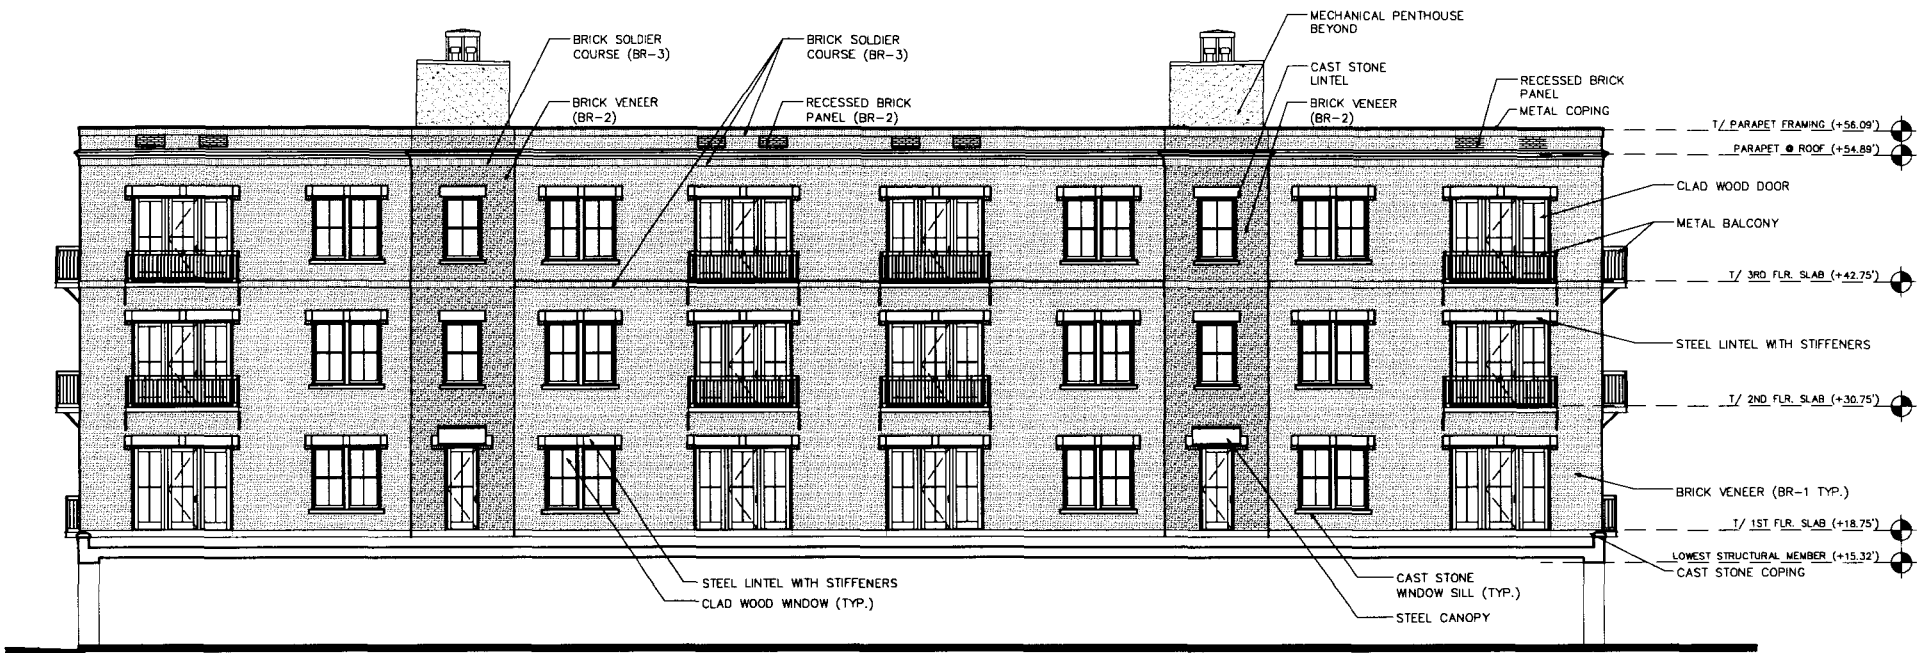 MECHANICAL PENTHOUSE
BEYOND
BRICK SOLDIER
COURSE (BR-3)
BRICK SOLDIER
COURSE (BR-3)
CAST STONE
LINTEL
RECESSED BRICK
PANEL
BRICK VENEER
(BR-2)
RECESSED BRICK
PANEL (BR-2)
BRICK VENEER
(BR-2)
METAL COPING
T/ PARAPET FRAMING (+56.09')
PARAPET @ ROOF (+54.89')
CLAD WOOD DOOR
METAL BALCONY
T/ 3RD FLR. SLAB (+42.75')
STEEL LINTEL WITH STIFFENERS
T/ 2ND FLR. SLAB (+30.75')
BRICK VENEER (BR-1 TYP.)
T/ 1ST FLR. SLAB (+18.75')
LOWEST STRUCTURAL MEMBER (+15.32')
CAST STONE COPING
STEEL LINTEL WITH STIFFENERS
CLAD WOOD WINDOW (TYP.)
CAST STONE
WINDOW SILL (TYP.)
STEEL CANOPY